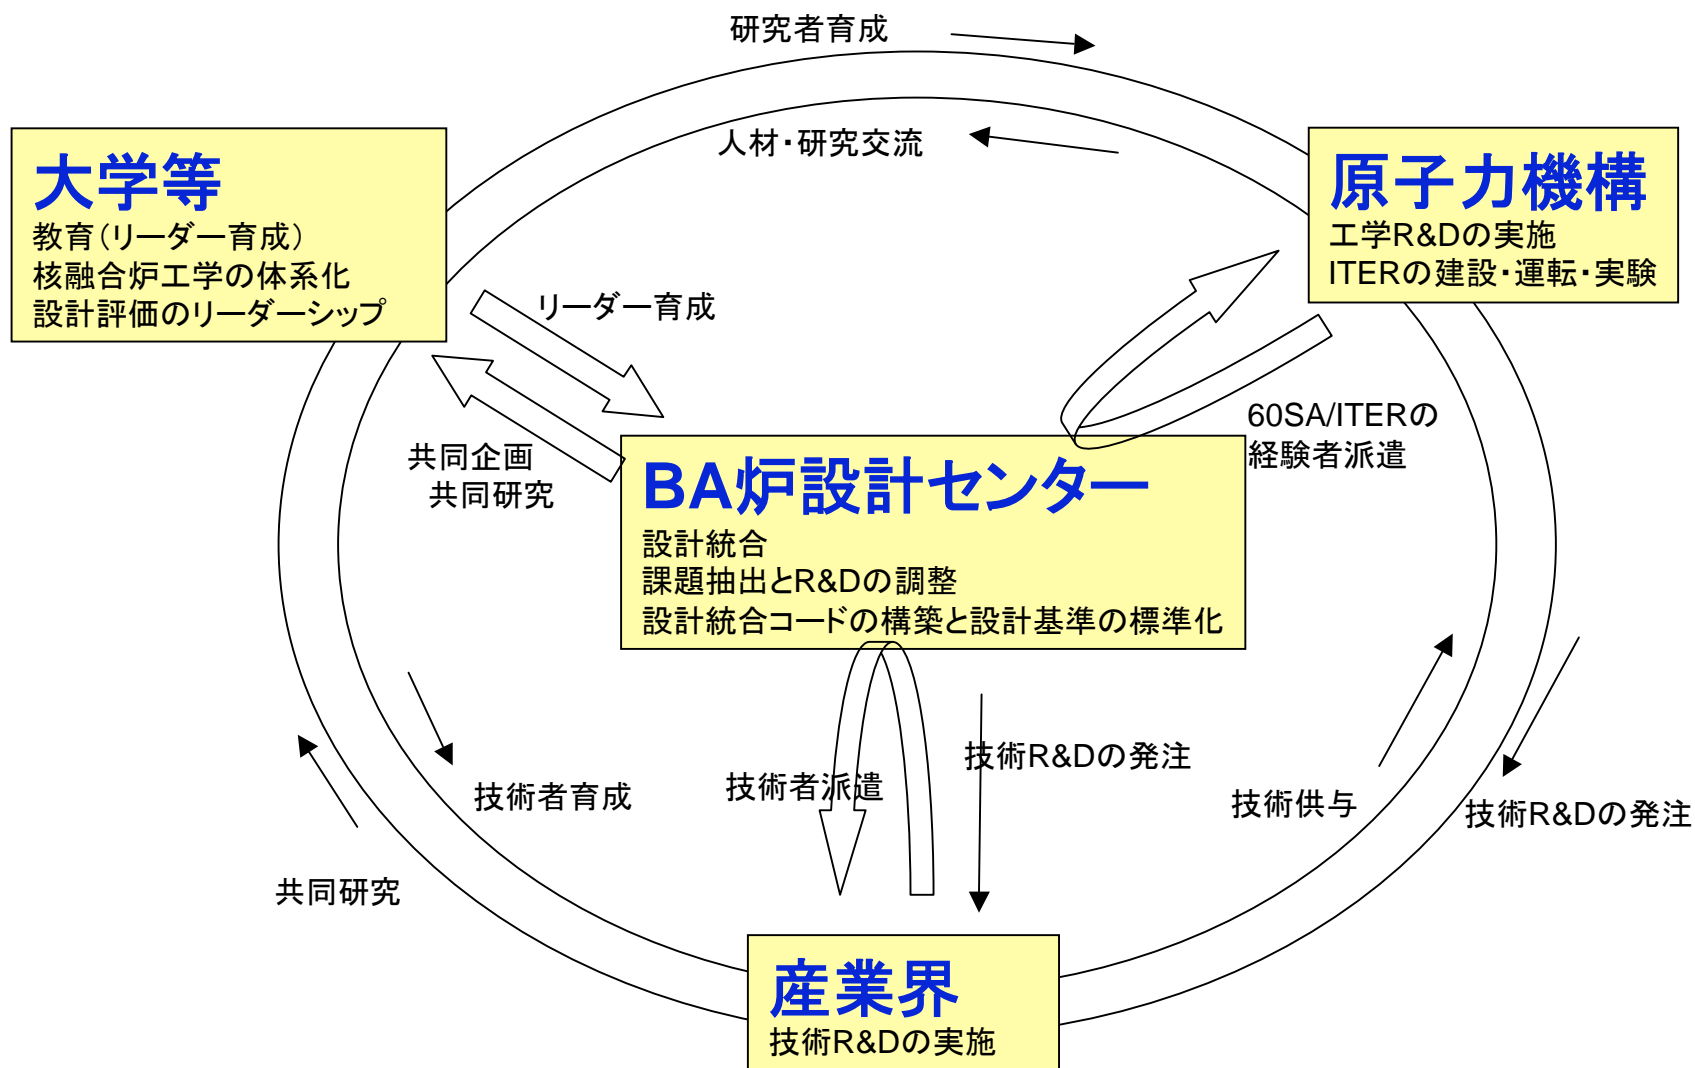 研究者育成
人材・研究交流
大学等
教育（リーダー育成）
核融合炉工学の体系化
設計評価のリーダーシップ
原子力機構
工学R&Dの実施
ITERの建設・運転・実験
リーダー育成
共同企画
共同研究
60SA/ITERの
経験者派遣
BA炉設計センター
設計統合
課題抽出とR&Dの調整
設計統合コードの構築と設計基準の標準化
技術者育成
技術者派遣
技術R&Dの発注
技術供与
技術R&Dの発注
共同研究
産業界
技術R&Dの実施